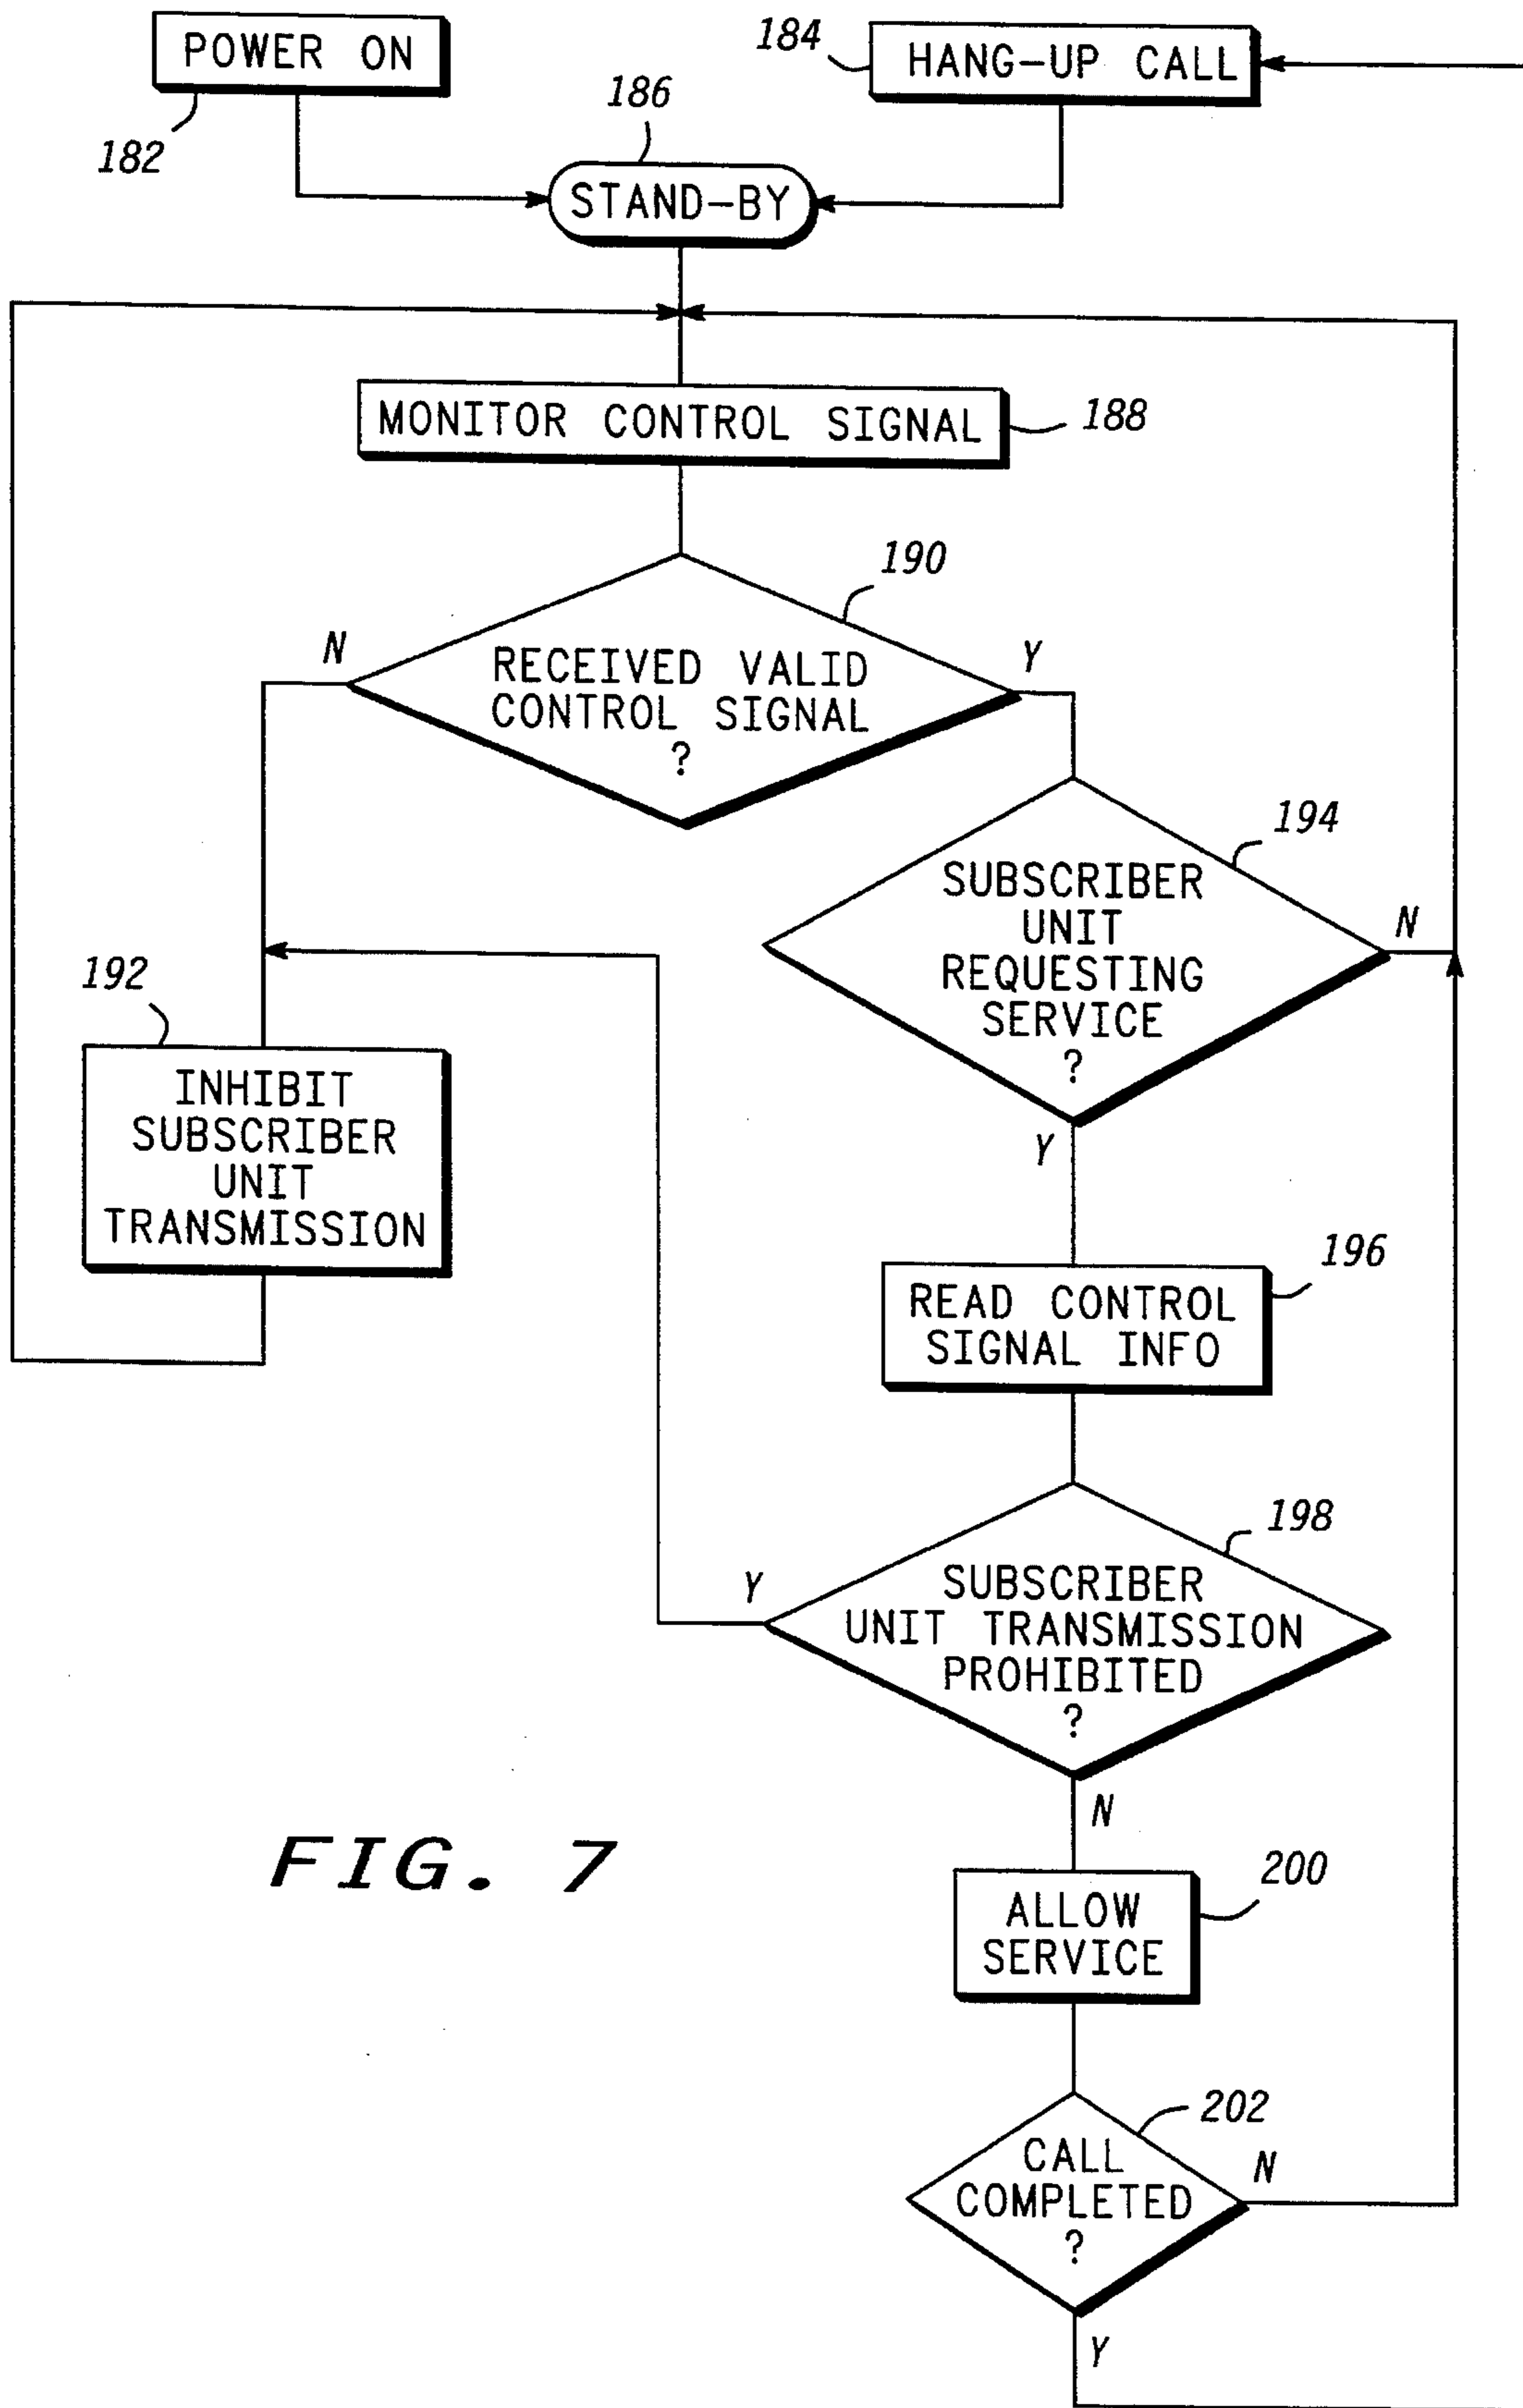 POWER ON
182
184
HANG-UP CALL
186
STAND-BY
MONITOR CONTROL SIGNAL
188
190
N
RECEIVED VALID
CONTROL SIGNAL
?
Y
194
SUBSCRIBER
UNIT
REQUESTING
SERVICE
?
N
Y
192
INHIBIT
SUBSCRIBER
UNIT
TRANSMISSION
196
READ CONTROL
SIGNAL INFO
198
Y
SUBSCRIBER
UNIT TRANSMISSION
PROHIBITED
?
N
FIG. 7
200
ALLOW
SERVICE
202
CALL
COMPLETED
?
N
Y